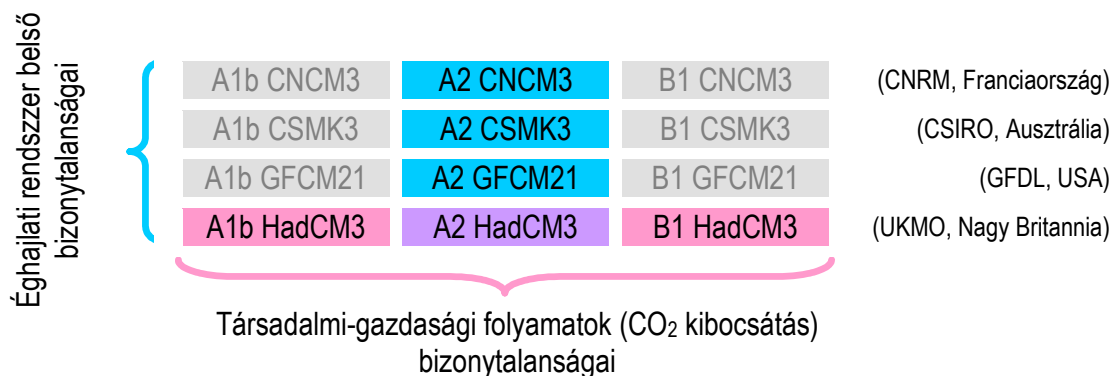 Éghajlati rendszzer belső
bizonytalanságai
A1b CNCM3 A2 CNCM3 B1 CNCM3 (CNRM, Franciaország)
A1b CSMK3 A2 CSMK3 B1 CSMK3 (CSIRO, Ausztrália)
A1b GFCM21 A2 GFCM21 B1 GFCM21 (GFDL, USA)
A1b HadCM3 A2 HadCM3 B1 HadCM3 (UKMO, Nagy Britannia)
Társadalmi-gazdasági folyamatok (CO₂ kibocsátás)
bizonytalanságai